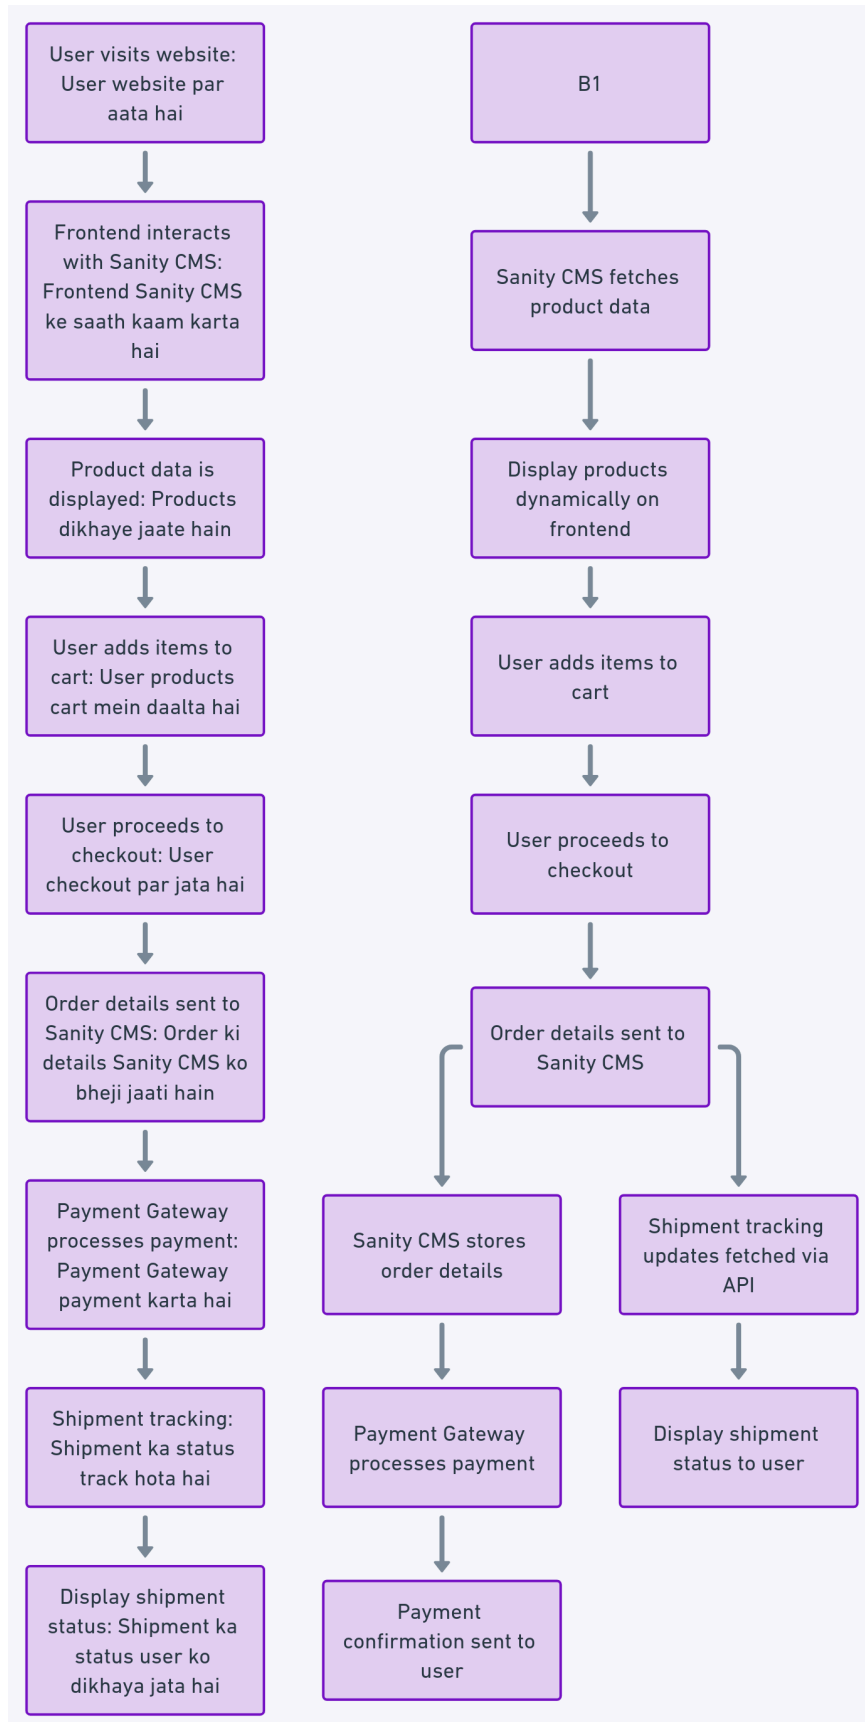 User visits website:
User website par
aata hai
Frontend interacts
with Sanity CMS:
Frontend Sanity CMS
ke saath kaam karta
hai
Product data is
displayed: Products
dikhaye jaate hain
User adds items to
cart: User products
cart mein daalta hai
User proceeds to
checkout: User
checkout par jata hai
Order details sent to
Sanity CMS: Order ki
details Sanity CMS ko
bheji jaati hain
Payment Gateway
processes payment:
Payment Gateway
payment karta hai
Shipment tracking:
Shipment ka status
track hota hai
Display shipment
status: Shipment ka
status user ko
dikhaya jata hai
B1
Sanity CMS fetches
product data
Display products
dynamically on
frontend
User adds items to
cart
User proceeds to
checkout
Order details sent to
Sanity CMS
Sanity CMS stores
order details
Payment Gateway
processes payment
Payment
confirmation sent to
user
Shipment tracking
updates fetched via
API
Display shipment
status to user